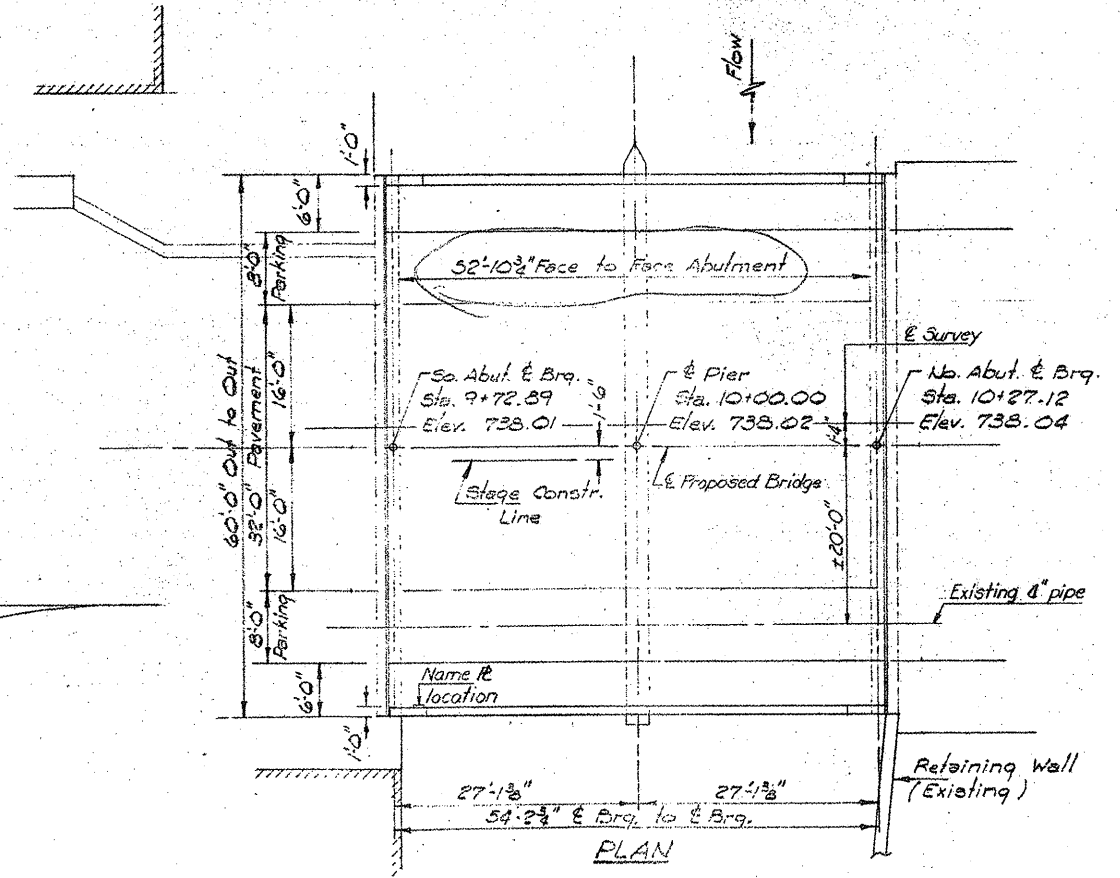 Flow
1'-0"
6'-0"
8'-0"
Parking
52'-10¾" Face to Face Abutment
℄ Survey
So. Abut. ℄ Brg.
Sta. 9+72.89
Elev. 738.01
1'-6"
℄ Pier
Sta. 10+00.00
Elev. 738.02
1'-4"
No. Abut. ℄ Brg.
Sta. 10+27.12
Elev. 738.04
60'-0" Out to Out
32'-0" Pavement
16'-0"
16'-0"
Stage Constr.
Line
℄ Proposed Bridge
±20'-0"
Existing 4" pipe
8'-0"
Parking
6'-0"
Name ℄
location
1'-0"
27'-1⅜"
27'-1⅜"
54'-2¾" ℄ Brg. to ℄ Brg.
Retaining Wall
(Existing)
PLAN